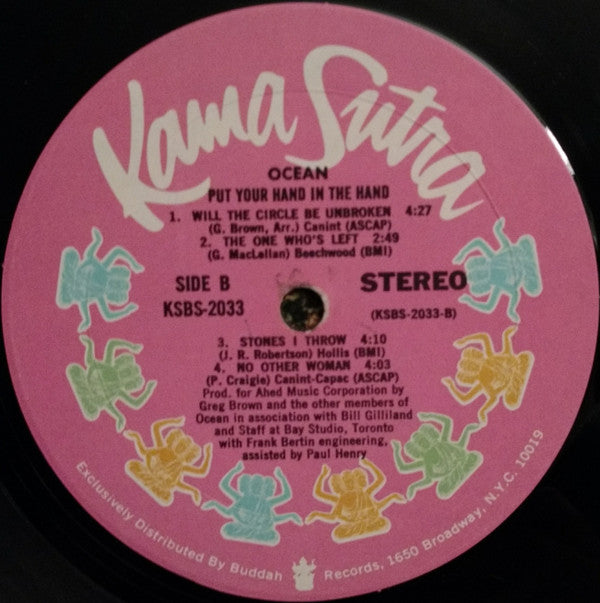 Kama Sutra
OCEAN
PUT YOUR HAND IN THE HAND
1. WILL THE CIRCLE BE UNBROKEN 4:27
(G. Brown, Arr.) Canint (ASCAP)
2. THE ONE WHO'S LEFT 2:49
(G. MacLellan) Beechwood (BMI)
SIDE B
KSBS-2033
STEREO
(KSBS-2033-B)
3. STONES I THROW 4:10
(J. R. Robertson) Hollis (BMI)
4. NO OTHER WOMAN 4:03
(P. Craigie) Canint-Capac (ASCAP)
Prod. for Ahed Music Corporation by
Greg Brown and the other members of
Ocean in association with Bill Gilliland
and Staff at Bay Studio, Toronto
with Frank Bertin engineering,
assisted by Paul Henry
Exclusively Distributed By Buddah Records, 1650 Broadway, N.Y.C. 10019